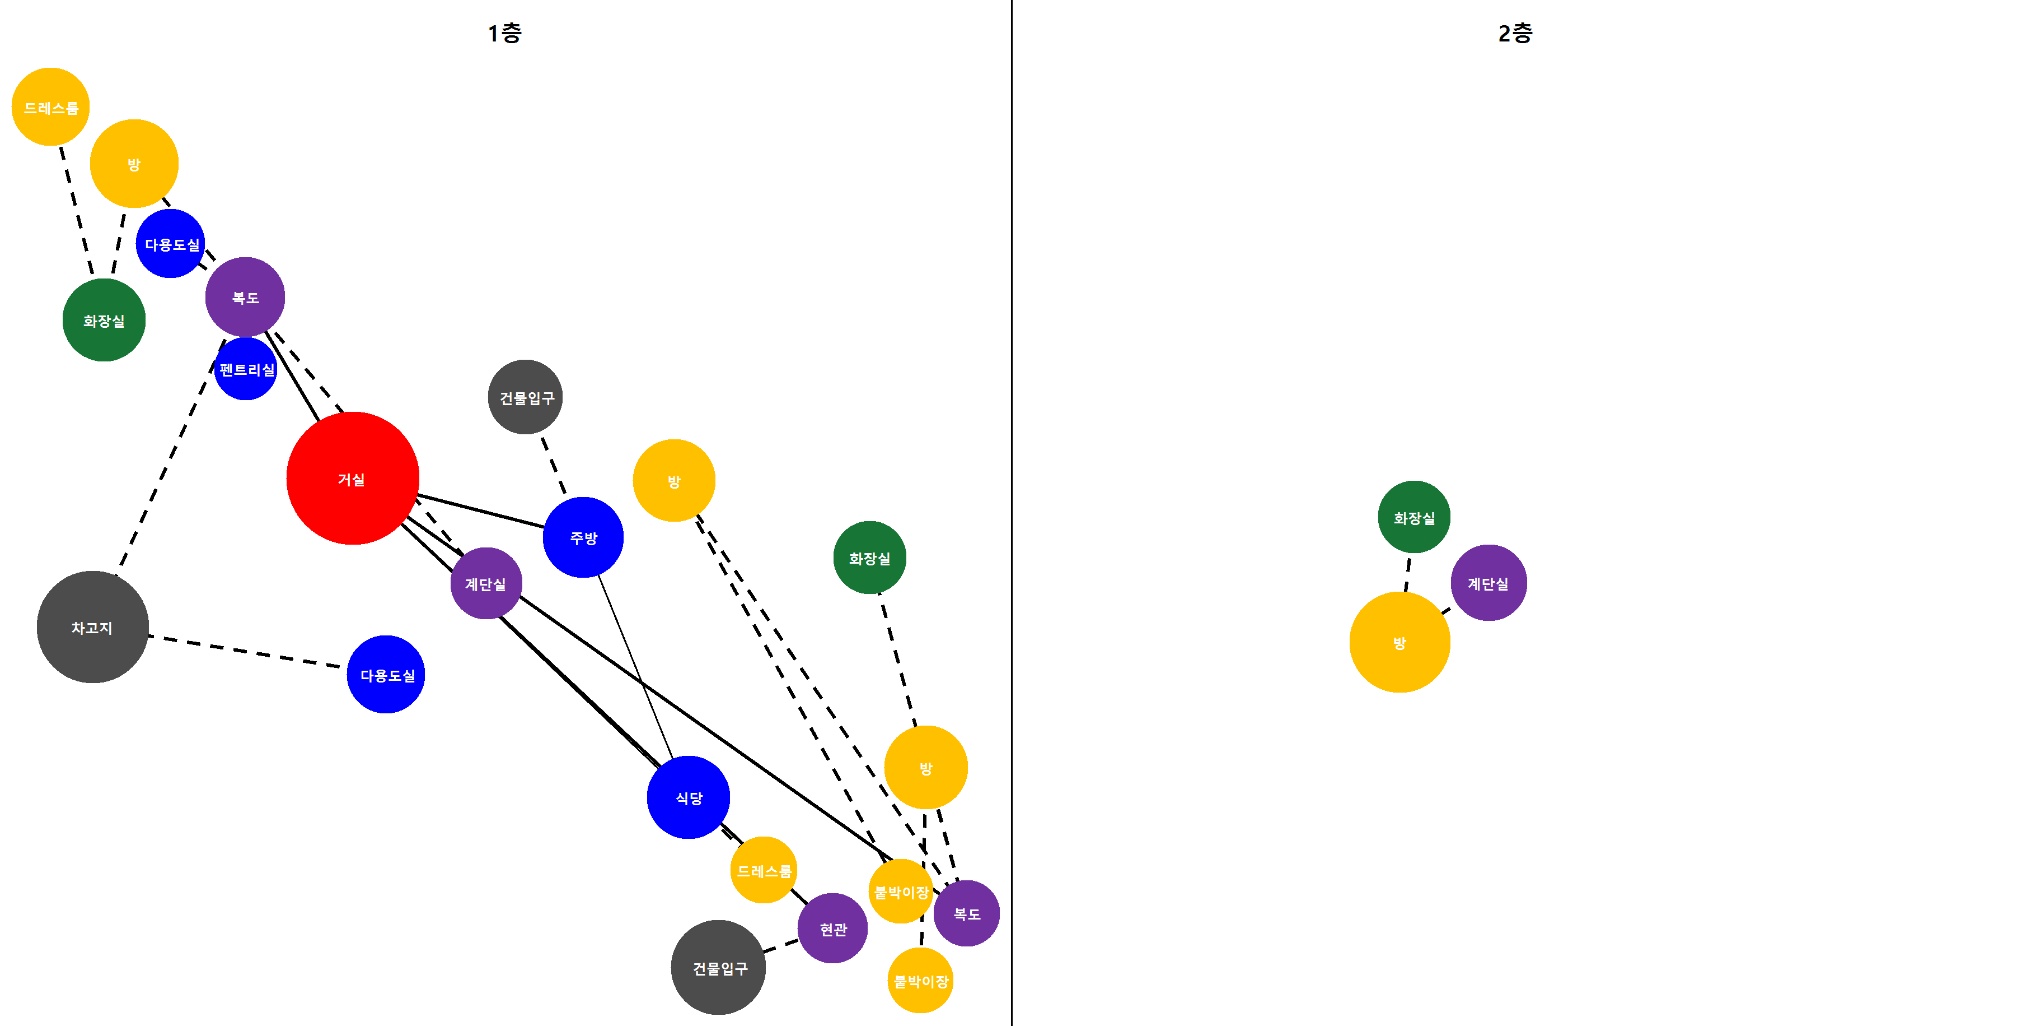 1층
드레스룸
방
다용도실
복도
화장실
펜트리실
건물입구
거실
방
주방
화장실
계단실
차고지
다용도실
방
식당
드레스룸
붙박이장
복도
현관
건물입구
붙박이장
2층
화장실
계단실
방